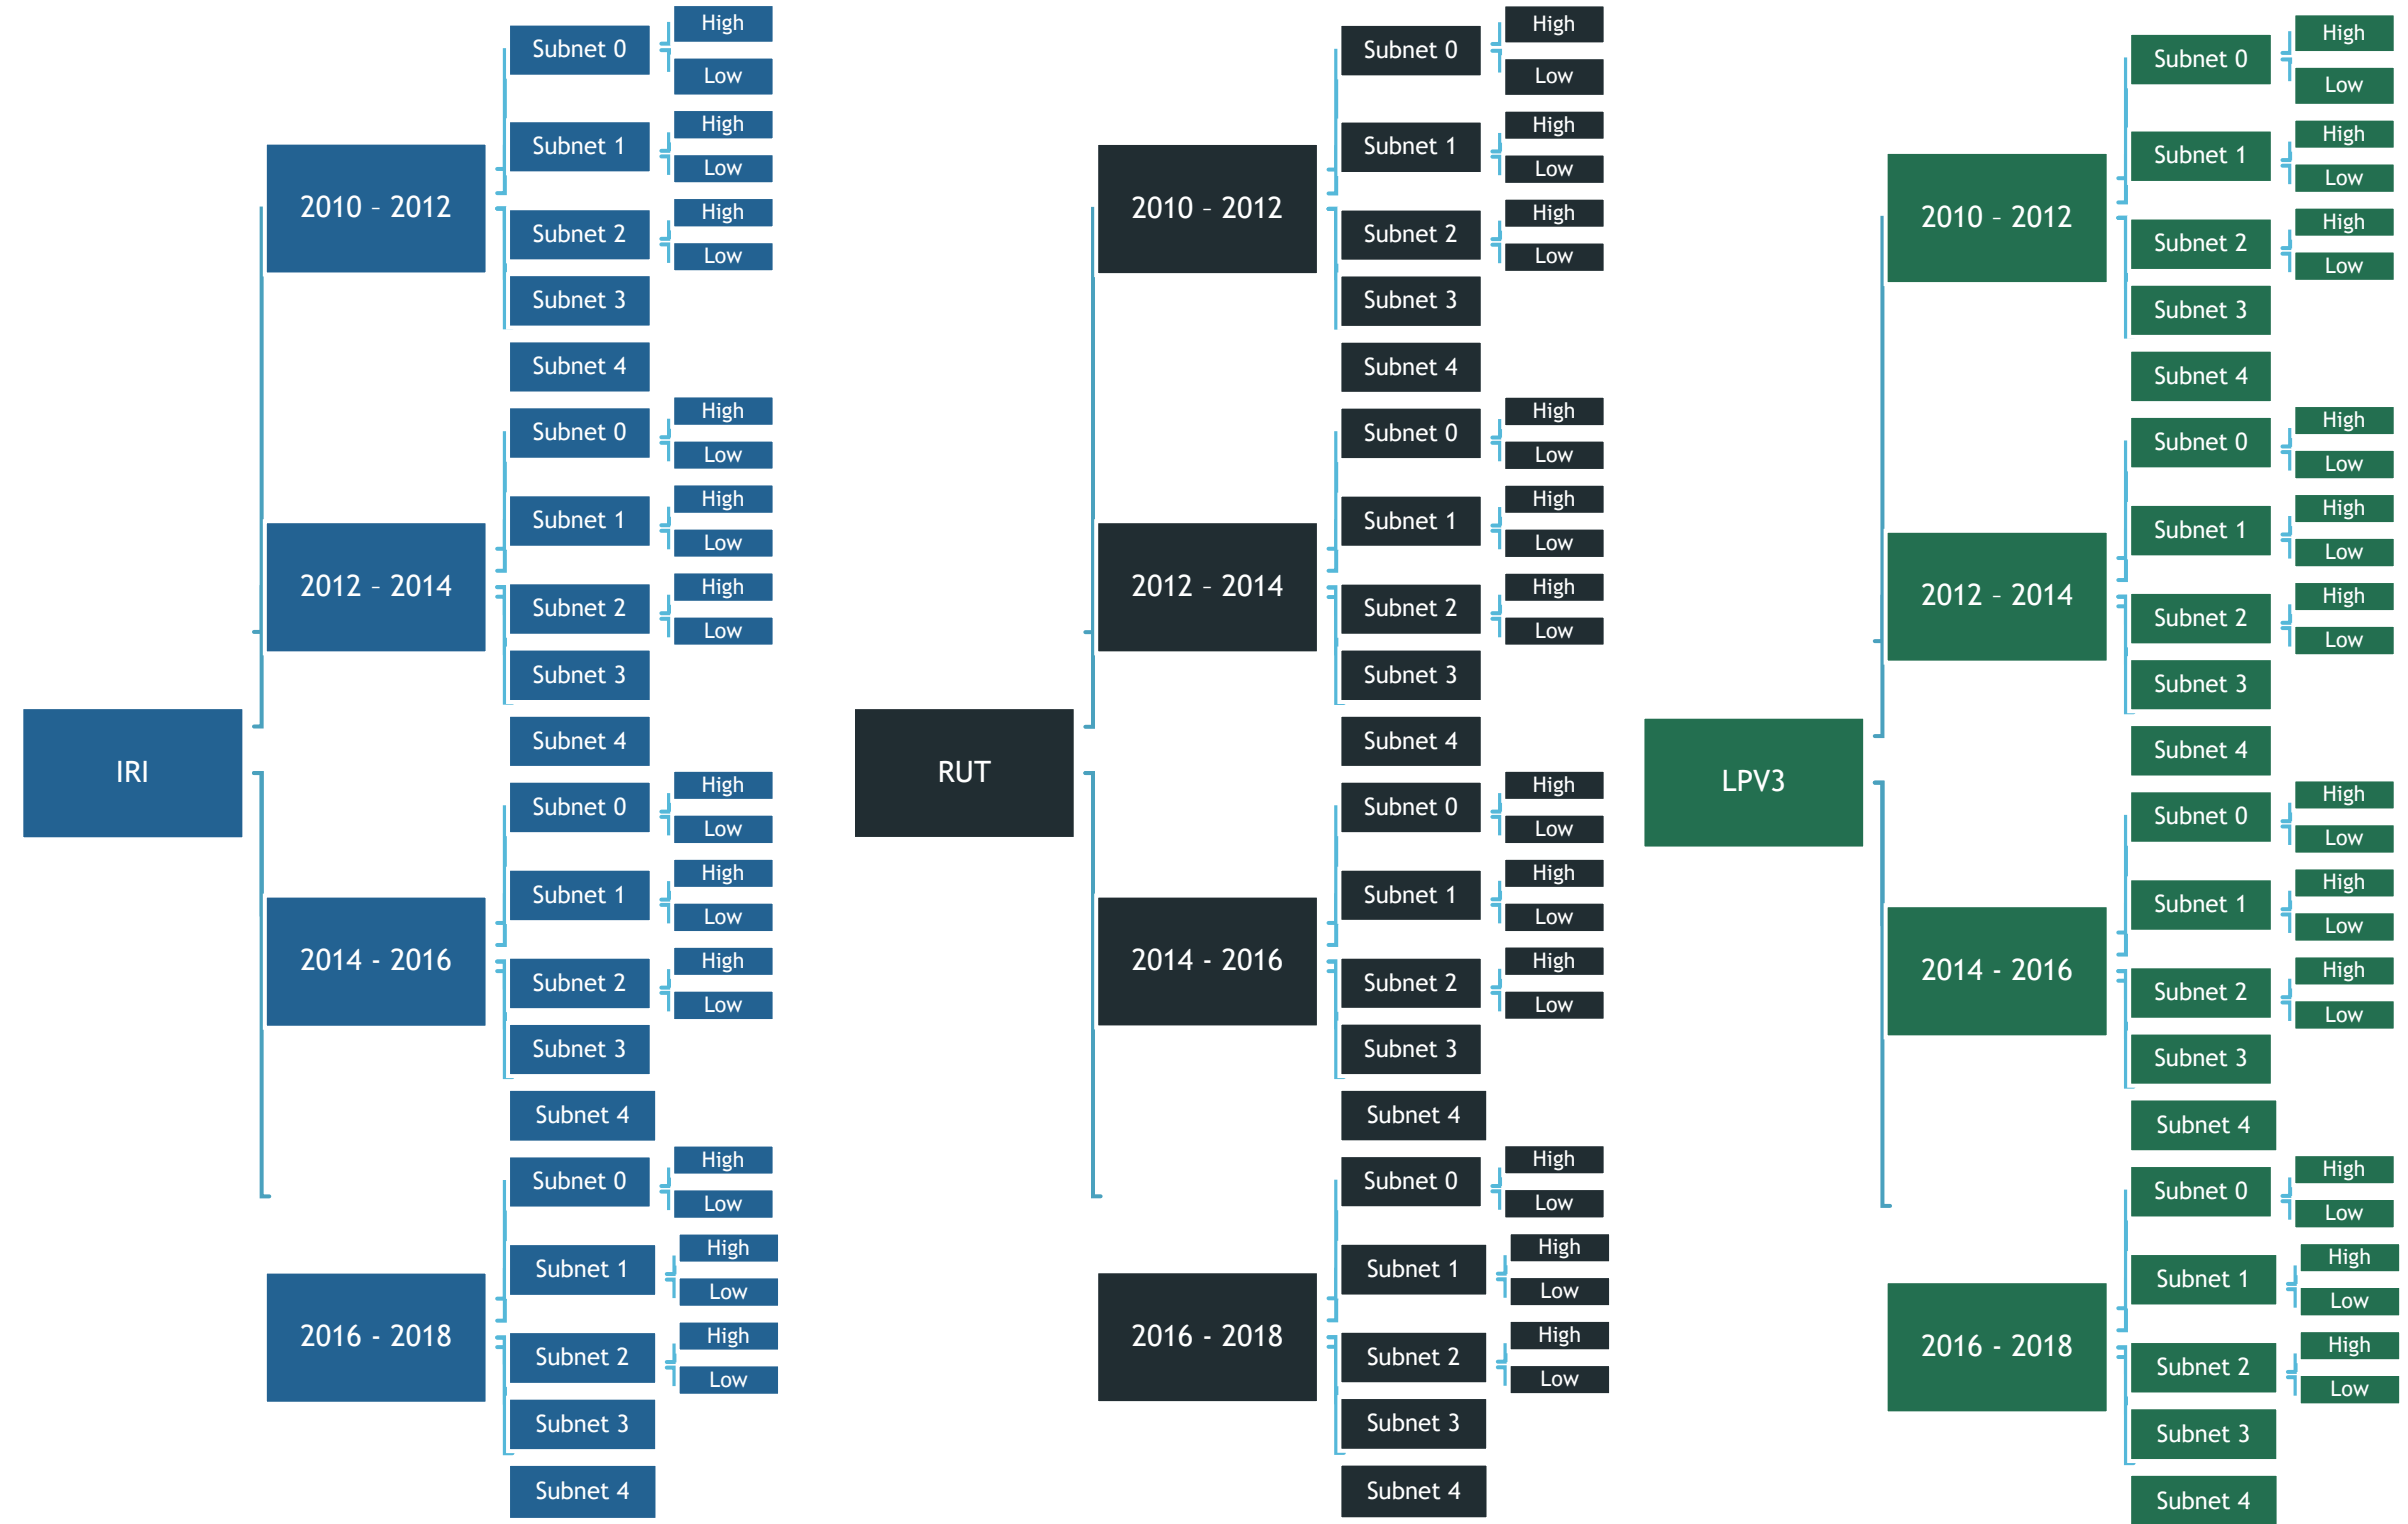 IRI
2010 - 2012
Subnet 0
High
Low
Subnet 1
High
Low
Subnet 2
High
Low
Subnet 3
Subnet 4
2012 - 2014
Subnet 0
High
Low
Subnet 1
High
Low
Subnet 2
High
Low
Subnet 3
Subnet 4
2014 - 2016
Subnet 0
High
Low
Subnet 1
High
Low
Subnet 2
High
Low
Subnet 3
Subnet 4
2016 - 2018
Subnet 0
High
Low
Subnet 1
High
Low
Subnet 2
High
Low
Subnet 3
Subnet 4
RUT
2010 - 2012
Subnet 0
High
Low
Subnet 1
High
Low
Subnet 2
High
Low
Subnet 3
Subnet 4
2012 - 2014
Subnet 0
High
Low
Subnet 1
High
Low
Subnet 2
High
Low
Subnet 3
Subnet 4
2014 - 2016
Subnet 0
High
Low
Subnet 1
High
Low
Subnet 2
High
Low
Subnet 3
Subnet 4
2016 - 2018
Subnet 0
High
Low
Subnet 1
High
Low
Subnet 2
High
Low
Subnet 3
Subnet 4
LPV3
2010 - 2012
Subnet 0
High
Low
Subnet 1
High
Low
Subnet 2
High
Low
Subnet 3
Subnet 4
2012 - 2014
Subnet 0
High
Low
Subnet 1
High
Low
Subnet 2
High
Low
Subnet 3
Subnet 4
2014 - 2016
Subnet 0
High
Low
Subnet 1
High
Low
Subnet 2
High
Low
Subnet 3
Subnet 4
2016 - 2018
Subnet 0
High
Low
Subnet 1
High
Low
Subnet 2
High
Low
Subnet 3
Subnet 4